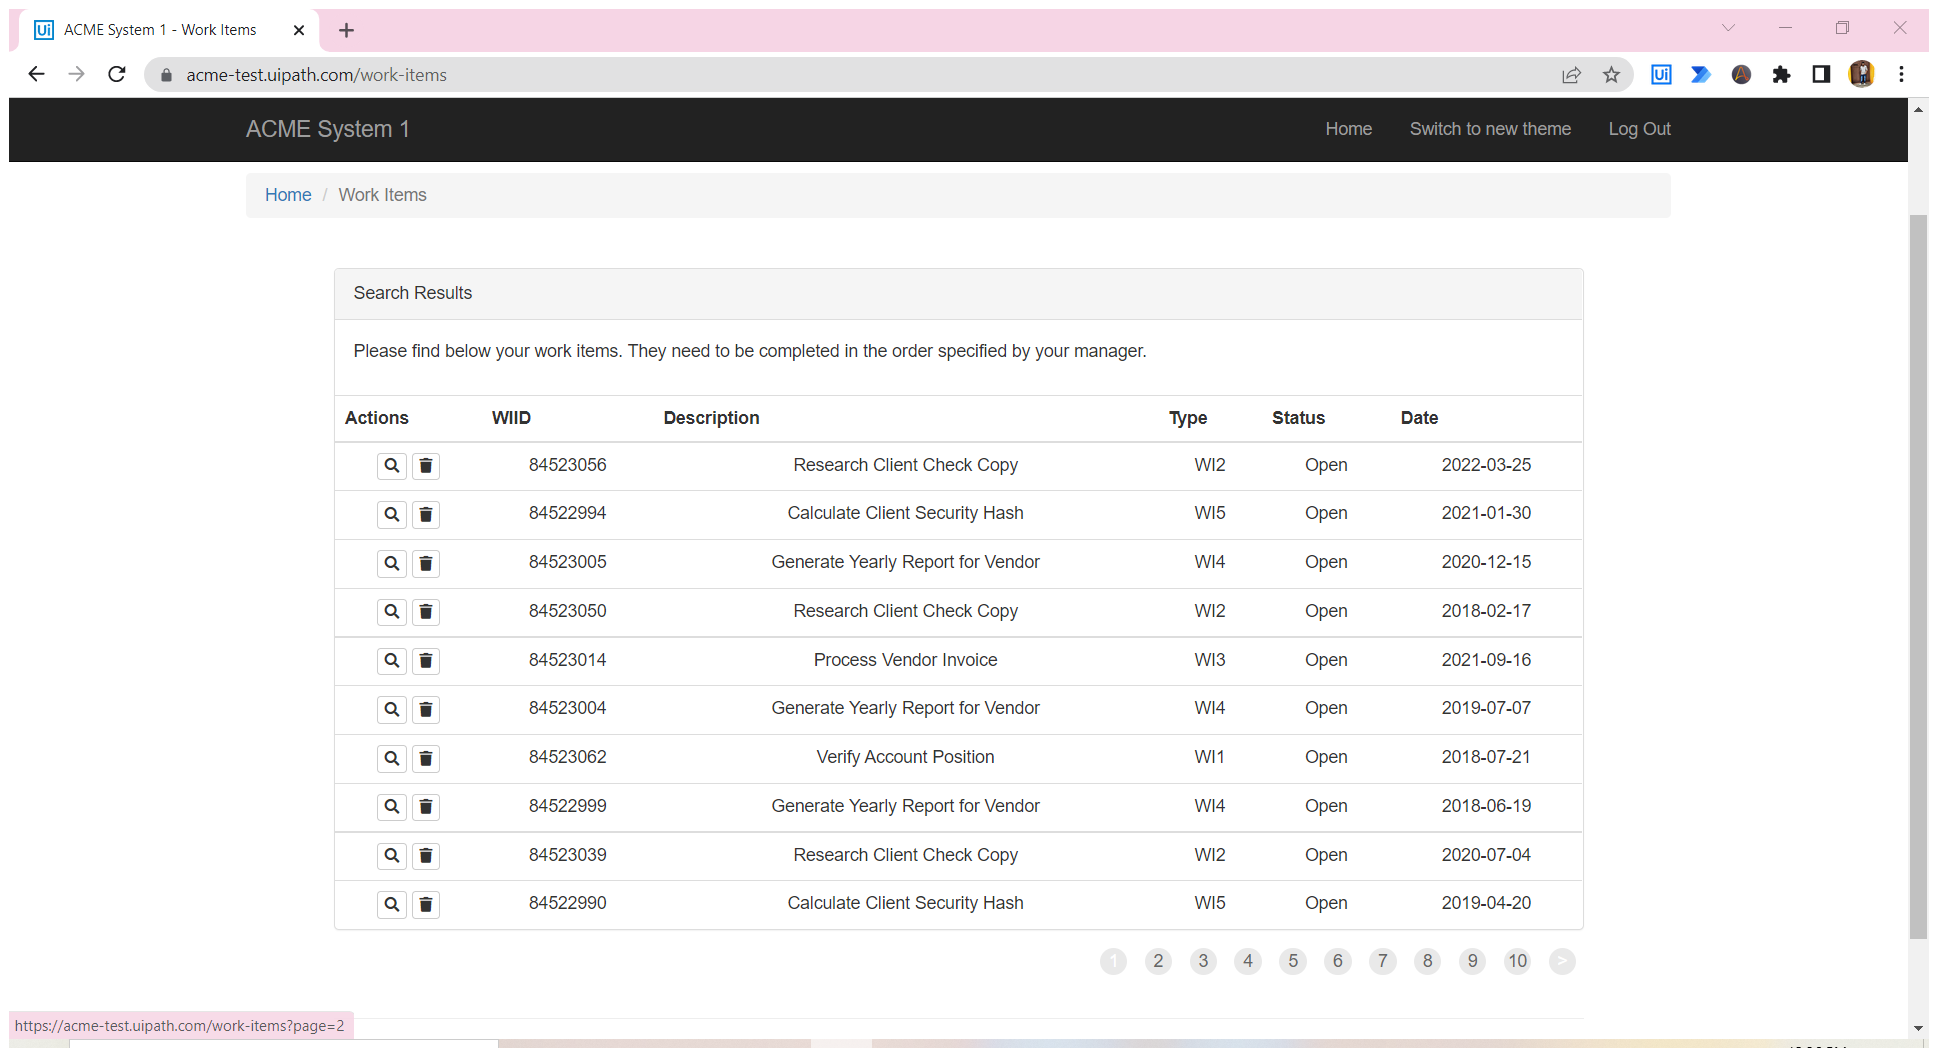 Ui ACME System 1 - Work Items
acme-test.uipath.com/work-items
Ui
ACME System 1 Home Switch to new theme Log Out
Home / Work Items
Search Results
Please find below your work items. They need to be completed in the order specified by your manager.
Actions WIID Description Type Status Date
84523056 Research Client Check Copy WI2 Open 2022-03-25
84522994 Calculate Client Security Hash WI5 Open 2021-01-30
84523005 Generate Yearly Report for Vendor WI4 Open 2020-12-15
84523050 Research Client Check Copy WI2 Open 2018-02-17
84523014 Process Vendor Invoice WI3 Open 2021-09-16
84523004 Generate Yearly Report for Vendor WI4 Open 2019-07-07
84523062 Verify Account Position WI1 Open 2018-07-21
84522999 Generate Yearly Report for Vendor WI4 Open 2018-06-19
84523039 Research Client Check Copy WI2 Open 2020-07-04
84522990 Calculate Client Security Hash WI5 Open 2019-04-20
1 2 3 4 5 6 7 8 9 10 >
https://acme-test.uipath.com/work-items?page=2